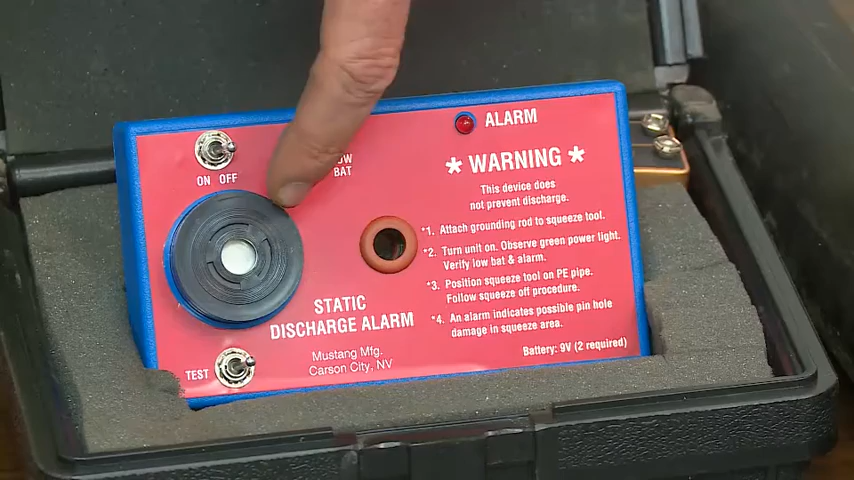 ALARM
ON OFF
BAT
* WARNING *
This device does
not prevent discharge.
*1. Attach grounding rod to squeeze tool.
*2. Turn unit on. Observe green power light.
Verify low bat & alarm.
*3. Position squeeze tool on PE pipe.
Follow squeeze off procedure.
*4. An alarm indicates possible pin hole
damage in squeeze area.
Battery: 9V (2 required)
STATIC
DISCHARGE ALARM
Mustang Mfg.
Carson City, NV
TEST